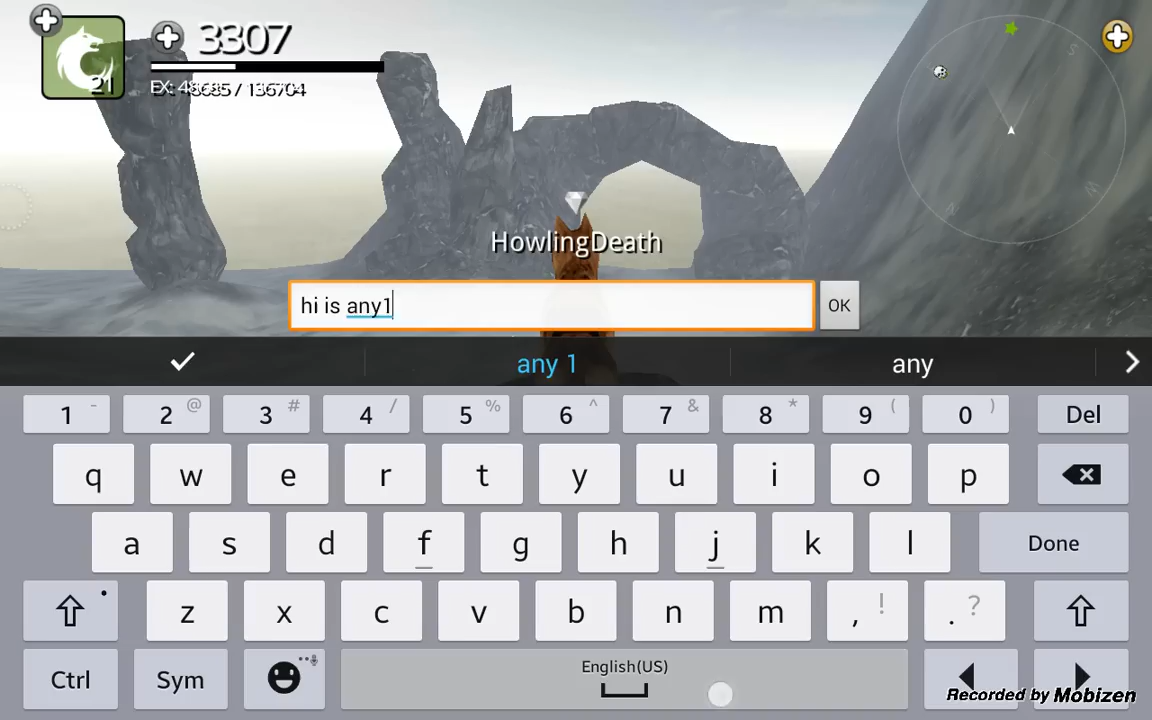 3307
21
EX: 48685 / 136704
S
HowlingDeath
hi is any1
OK
any 1
any
1 - 2 @ 3 # 4 / 5 % 6 ^ 7 & 8 * 9 ( 0 ) Del
q w e r t y u i o p
a s d f g h j k l Done
z x c v b n m , ! . ?
Ctrl Sym English(US)
Recorded by Mobizen